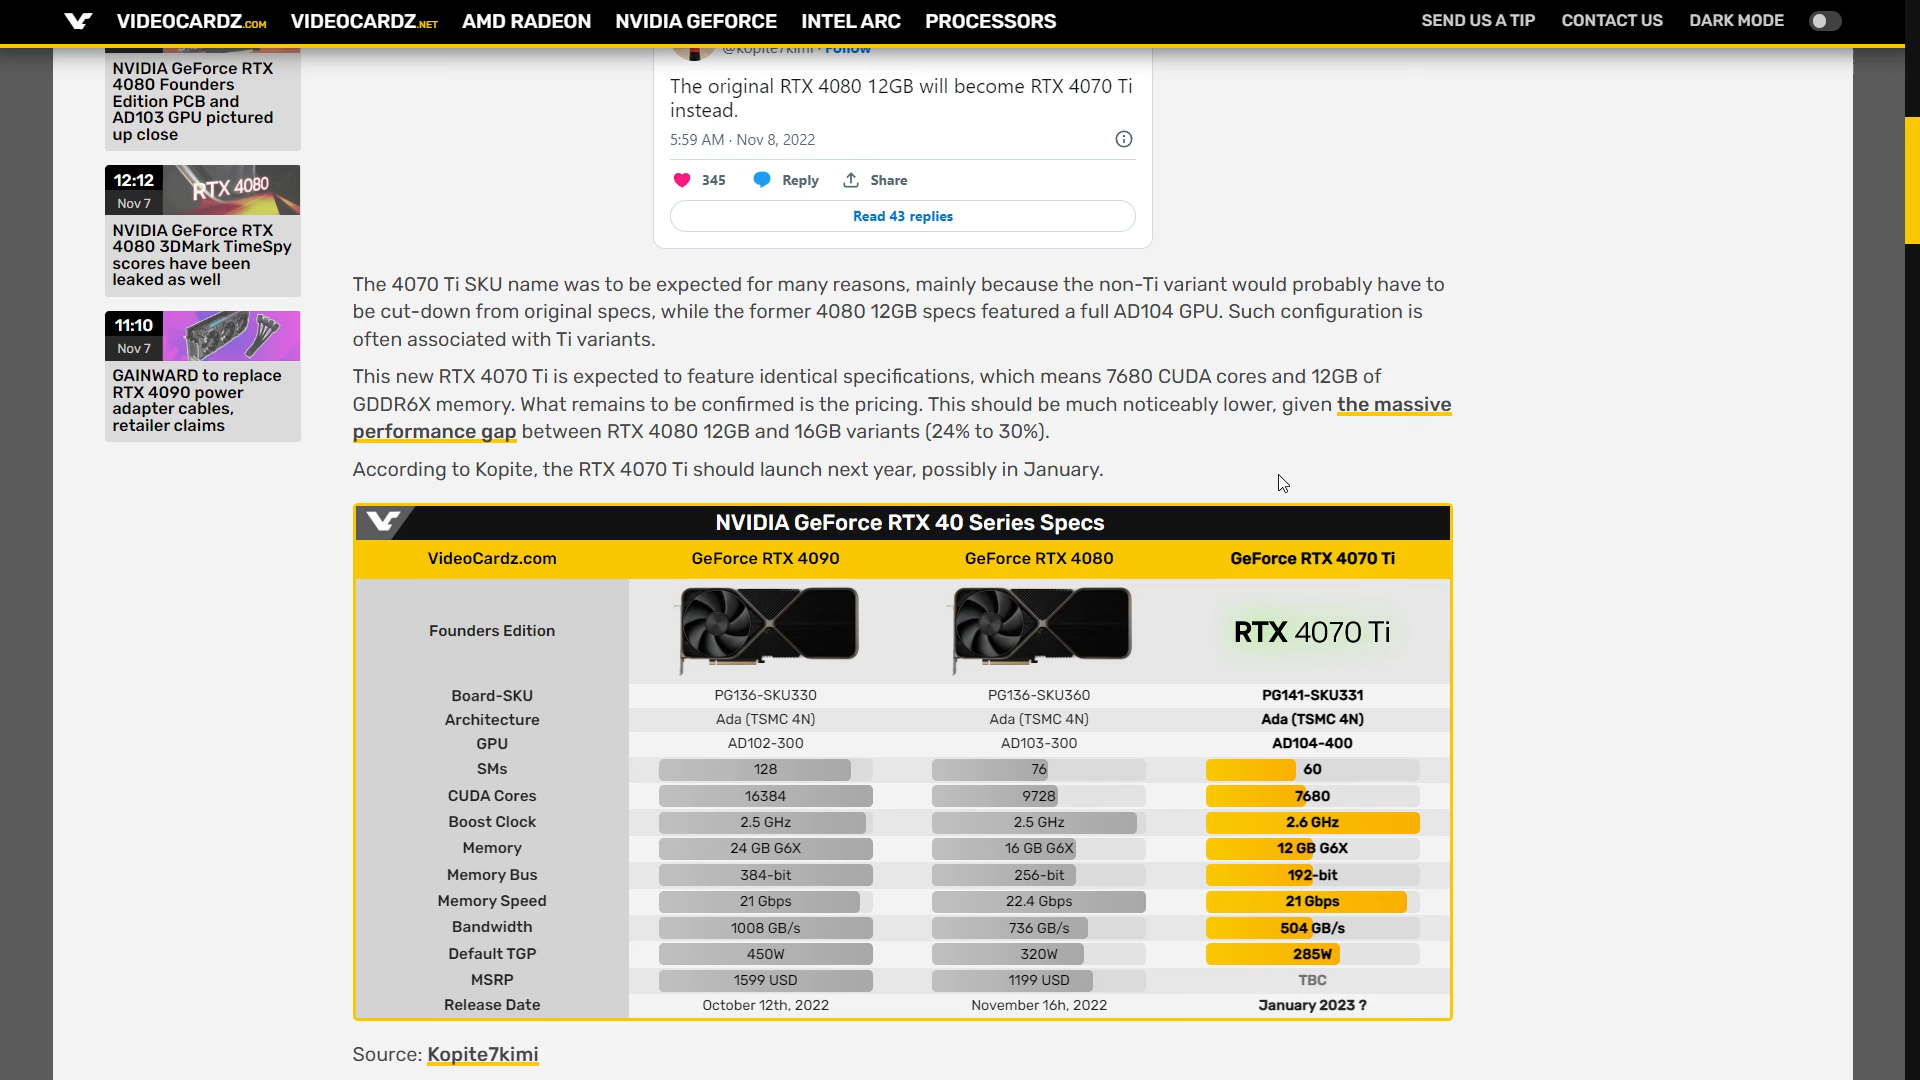 VIDEOCARDZ.COM VIDEOCARDZ.NET AMD RADEON NVIDIA GEFORCE INTEL ARC PROCESSORS SEND US A TIP CONTACT US DARK MODE
NVIDIA GeForce RTX
4080 Founders
Edition PCB and
AD103 GPU pictured
up close
12:12
Nov 7
RTX 4080
NVIDIA GeForce RTX
4080 3DMark TimeSpy
scores have been
leaked as well
11:10
Nov 7
GAINWARD to replace
RTX 4090 power
adapter cables,
retailer claims
@kopite7kimi · Follow
The original RTX 4080 12GB will become RTX 4070 Ti
instead.
5:59 AM · Nov 8, 2022
345 Reply Share
Read 43 replies
The 4070 Ti SKU name was to be expected for many reasons, mainly because the non-Ti variant would probably have to
be cut-down from original specs, while the former 4080 12GB specs featured a full AD104 GPU. Such configuration is
often associated with Ti variants.
This new RTX 4070 Ti is expected to feature identical specifications, which means 7680 CUDA cores and 12GB of
GDDR6X memory. What remains to be confirmed is the pricing. This should be much noticeably lower, given the massive
performance gap between RTX 4080 12GB and 16GB variants (24% to 30%).
According to Kopite, the RTX 4070 Ti should launch next year, possibly in January.
NVIDIA GeForce RTX 40 Series Specs
VideoCardz.com GeForce RTX 4090 GeForce RTX 4080 GeForce RTX 4070 Ti
Founders Edition RTX 4070 Ti
Board-SKU PG136-SKU330 PG136-SKU360 PG141-SKU331
Architecture Ada (TSMC 4N) Ada (TSMC 4N) Ada (TSMC 4N)
GPU AD102-300 AD103-300 AD104-400
SMs 128 76 60
CUDA Cores 16384 9728 7680
Boost Clock 2.5 GHz 2.5 GHz 2.6 GHz
Memory 24 GB G6X 16 GB G6X 12 GB G6X
Memory Bus 384-bit 256-bit 192-bit
Memory Speed 21 Gbps 22.4 Gbps 21 Gbps
Bandwidth 1008 GB/s 736 GB/s 504 GB/s
Default TGP 450W 320W 285W
MSRP 1599 USD 1199 USD TBC
Release Date October 12th, 2022 November 16h, 2022 January 2023 ?
Source: Kopite7kimi